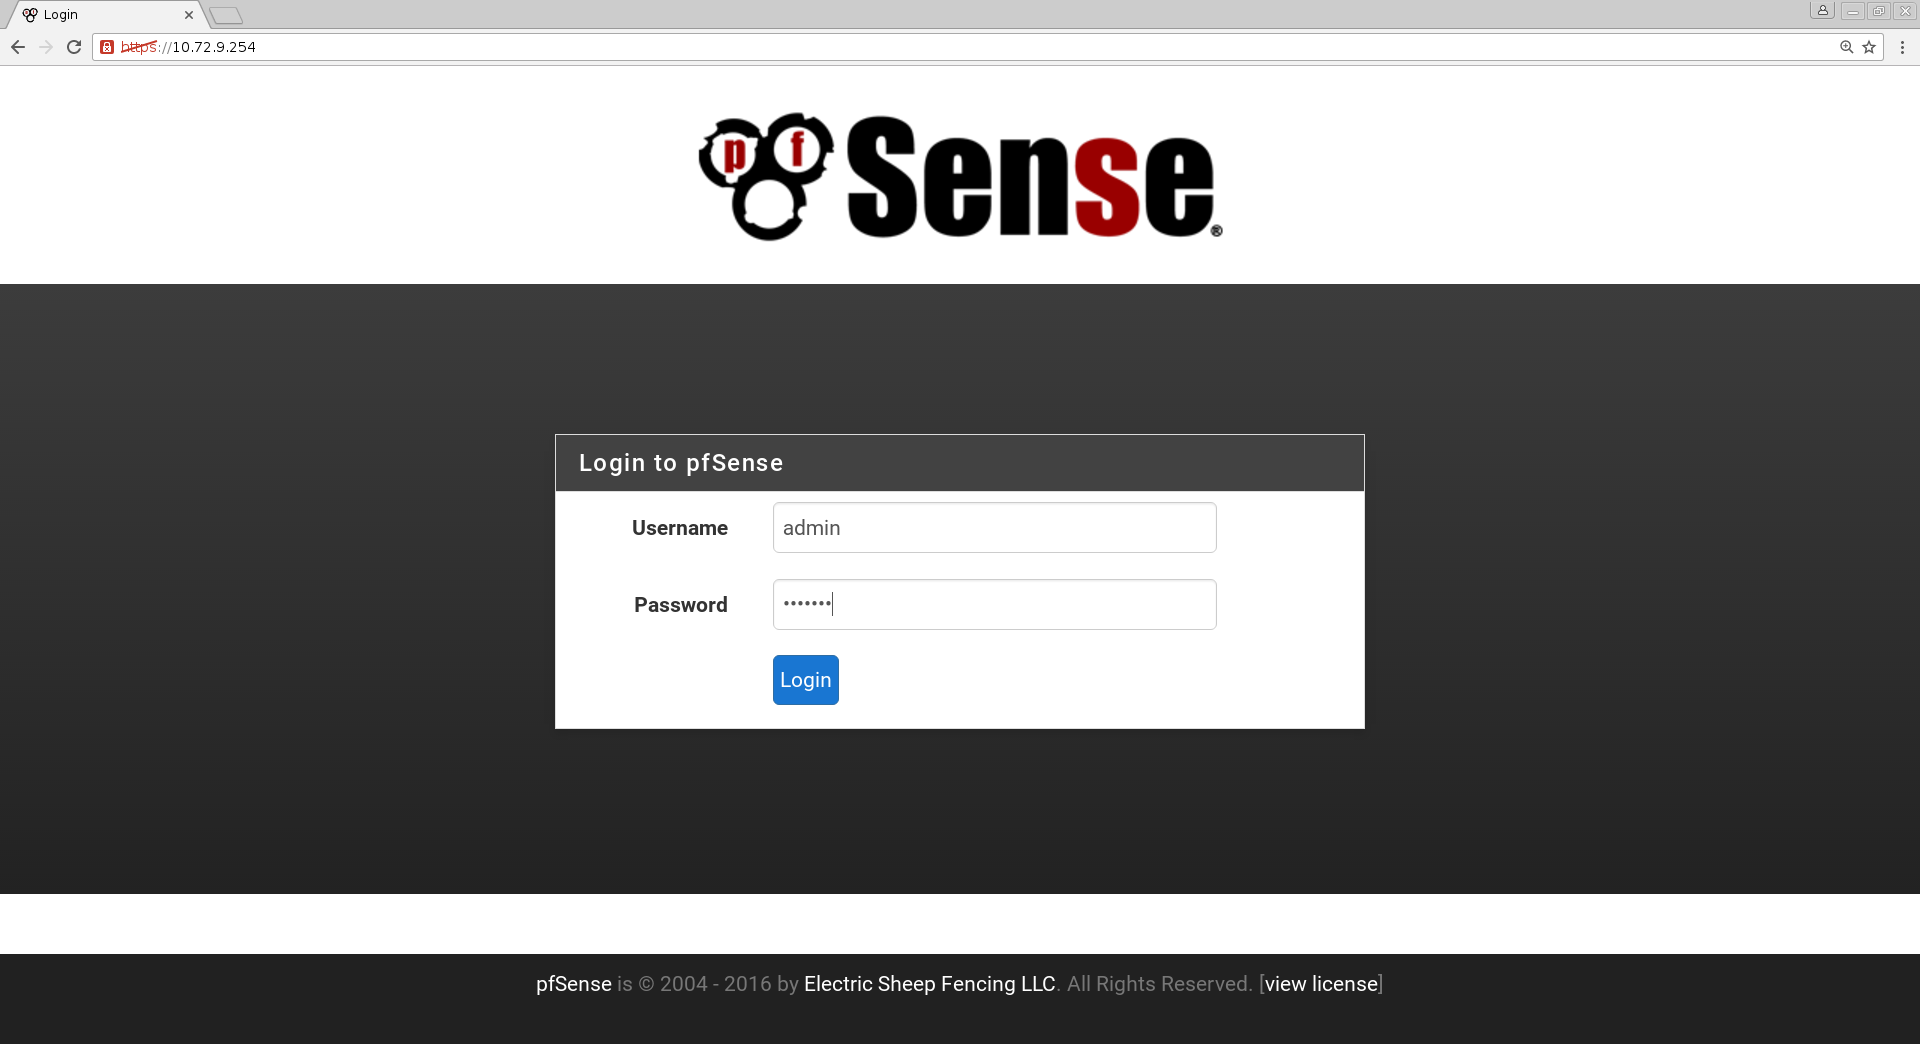 Login
https://10.72.9.254
pf Sense®
Login to pfSense
Username admin
Password •••••••
Login
pfSense is © 2004 - 2016 by Electric Sheep Fencing LLC. All Rights Reserved. [view license]